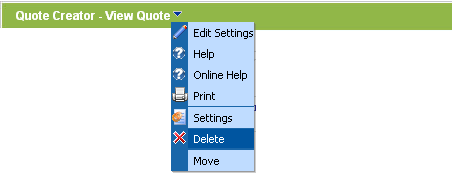 Quote Creator - View Quote
Edit Settings
Help
Online Help
Print
Settings
Delete
Move